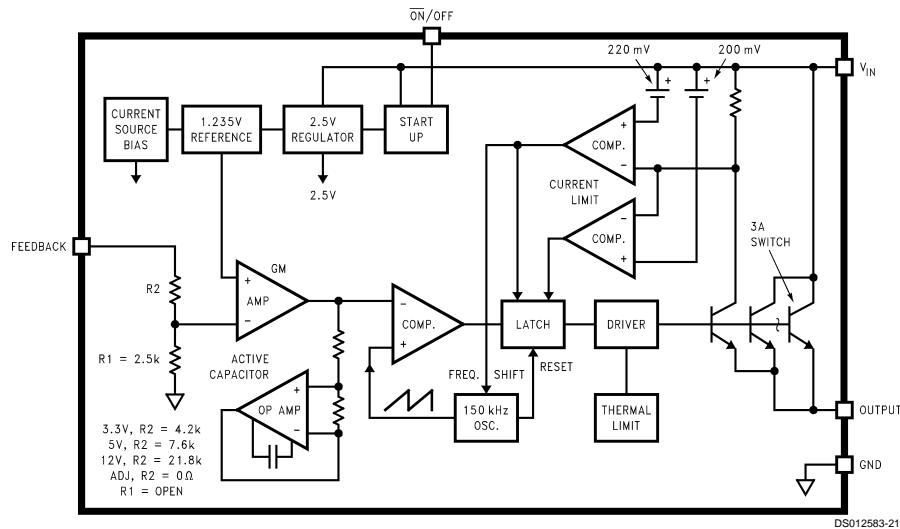 ON/OFF
220 mV
200 mV
+
+
VIN
CURRENT
SOURCE
BIAS
1.235V
REFERENCE
2.5V
REGULATOR
START
UP
2.5V
+
COMP.
−
CURRENT
LIMIT
−
COMP.
+
3A
SWITCH
FEEDBACK
R2
R1 = 2.5k
GM
+
AMP
−
−
COMP.
+
LATCH
DRIVER
ACTIVE
CAPACITOR
+
OP AMP
−
FREQ. SHIFT
RESET
150 kHz
OSC.
THERMAL
LIMIT
OUTPUT
GND
3.3V, R2 = 4.2k
5V, R2 = 7.6k
12V, R2 = 21.8k
ADJ, R2 = 0Ω
R1 = OPEN
DS012583-21